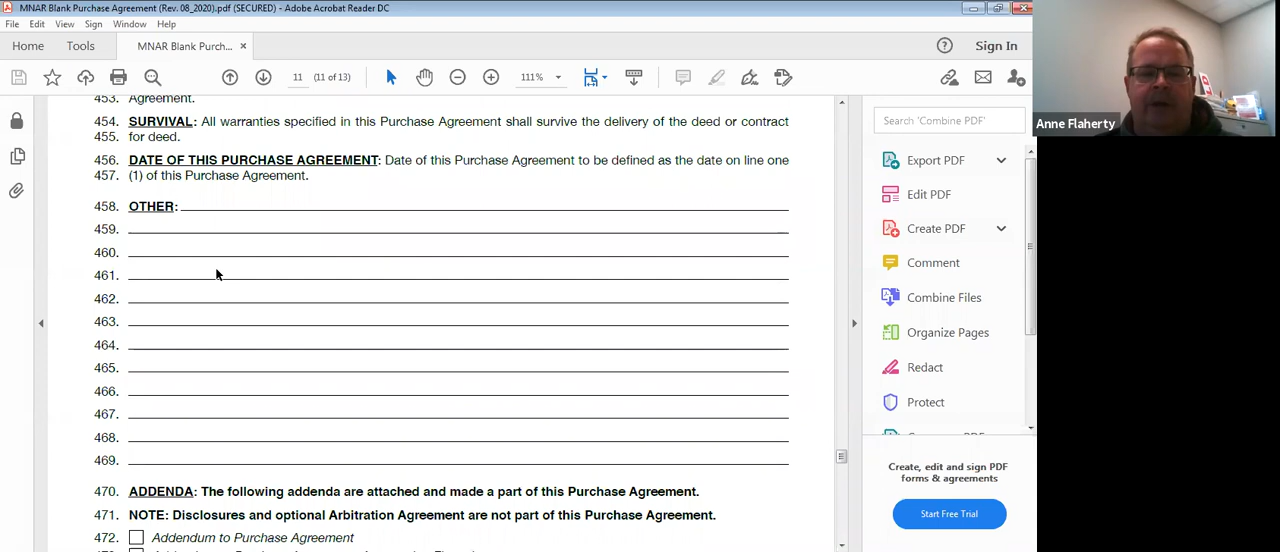 MNAR Blank Purchase Agreement (Rev. 08_2020).pdf (SECURED) - Adobe Acrobat Reader DC
File Edit View Sign Window Help
Home Tools MNAR Blank Purch... × Sign In
11 (11 of 13) 111%
453. Agreement.
454. SURVIVAL: All warranties specified in this Purchase Agreement shall survive the delivery of the deed or contract
455. for deed.
456. DATE OF THIS PURCHASE AGREEMENT: Date of this Purchase Agreement to be defined as the date on line one
457. (1) of this Purchase Agreement.
458. OTHER:
459.
460.
461.
462.
463.
464.
465.
466.
467.
468.
469.
470. ADDENDA: The following addenda are attached and made a part of this Purchase Agreement.
471. NOTE: Disclosures and optional Arbitration Agreement are not part of this Purchase Agreement.
472. Addendum to Purchase Agreement
Search 'Combine PDF'
Export PDF
Edit PDF
Create PDF
Comment
Combine Files
Organize Pages
Redact
Protect
Create, edit and sign PDF
forms & agreements
Start Free Trial
Anne Flaherty